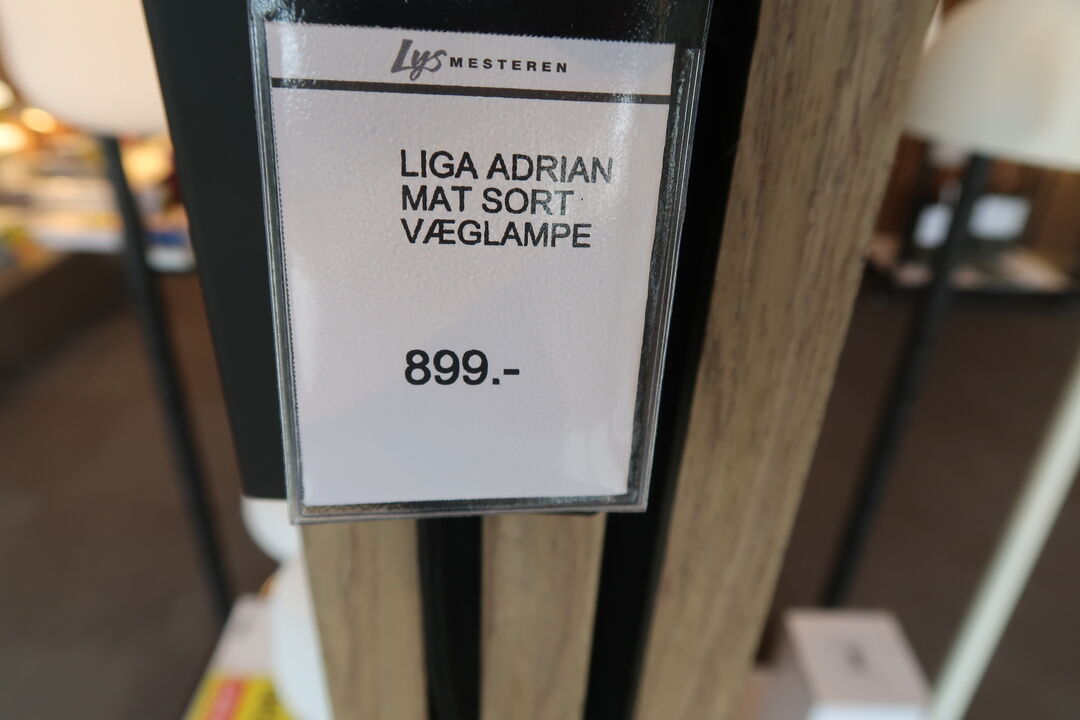 Lys MESTEREN
LIGA ADRIAN
MAT SORT
VÆGLAMPE
899.-